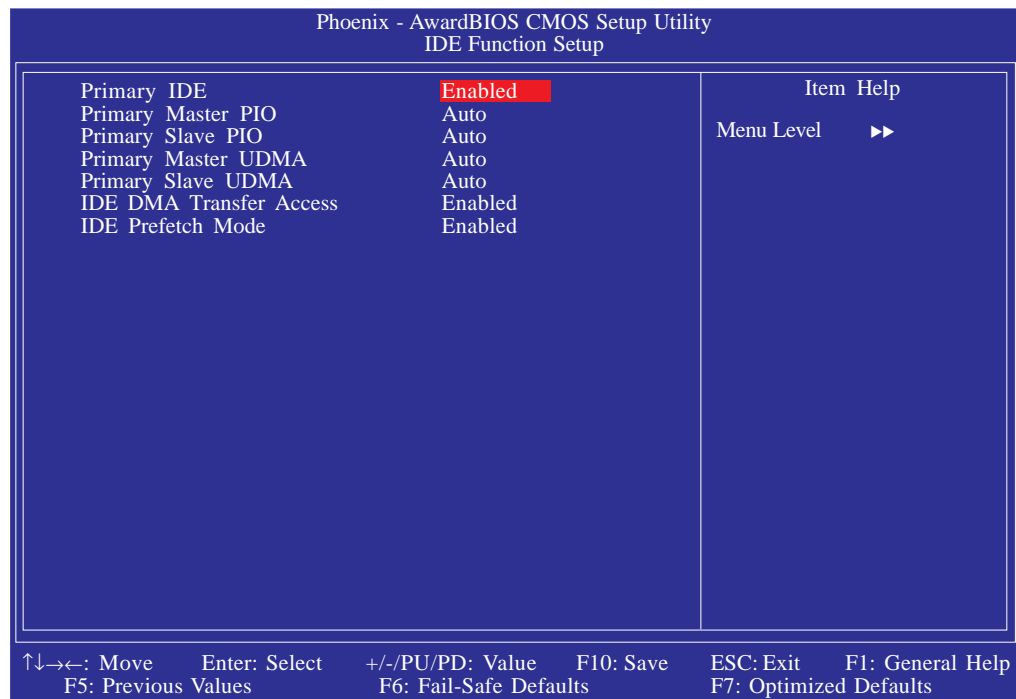 Phoenix - AwardBIOS CMOS Setup Utility
IDE Function Setup
Primary IDE Enabled
Primary Master PIO Auto
Primary Slave PIO Auto
Primary Master UDMA Auto
Primary Slave UDMA Auto
IDE DMA Transfer Access Enabled
IDE Prefetch Mode Enabled
Item Help
Menu Level ▶▶
↑↓→←: Move Enter: Select +/-/PU/PD: Value F10: Save ESC: Exit F1: General Help
F5: Previous Values F6: Fail-Safe Defaults F7: Optimized Defaults